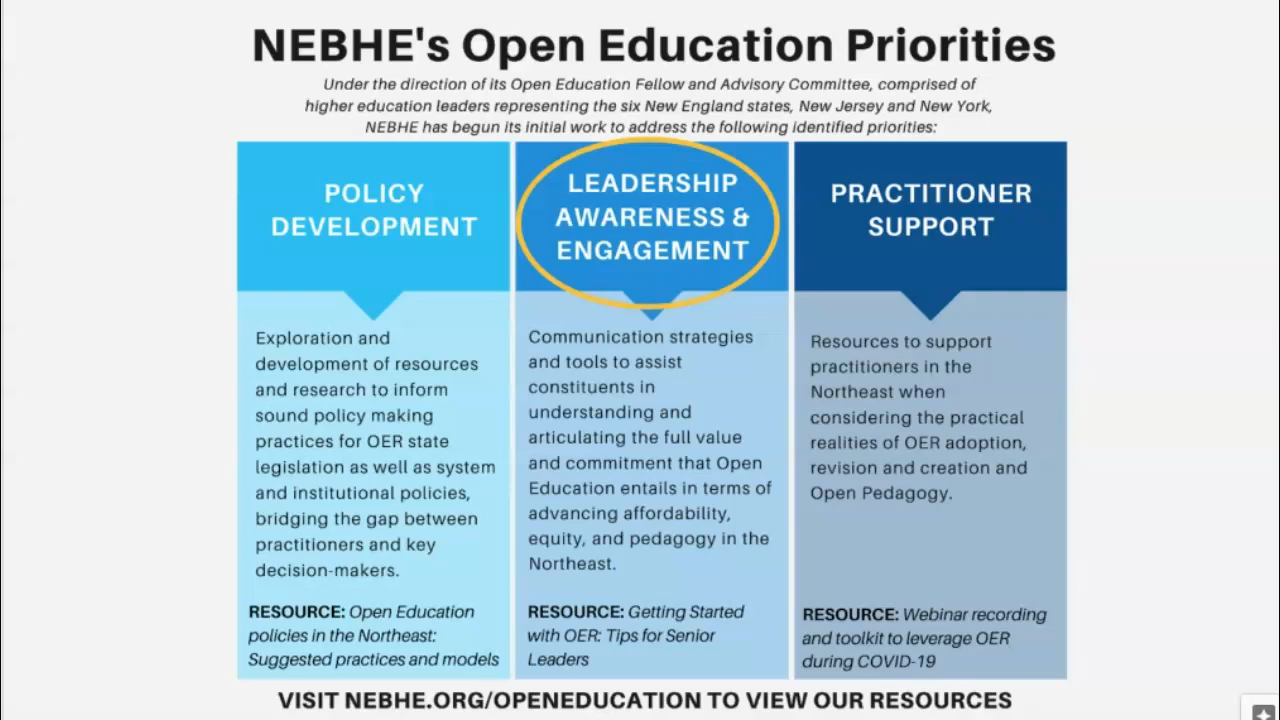 NEBHE's Open Education Priorities
Under the direction of its Open Education Fellow and Advisory Committee, comprised of
higher education leaders representing the six New England states, New Jersey and New York,
NEBHE has begun its initial work to address the following identified priorities:
POLICY
DEVELOPMENT
Exploration and
development of resources
and research to inform
sound policy making
practices for OER state
legislation as well as system
and institutional policies,
bridging the gap between
practitioners and key
decision-makers.
RESOURCE: Open Education
policies in the Northeast:
Suggested practices and models
LEADERSHIP
AWARENESS &
ENGAGEMENT
Communication strategies
and tools to assist
constituents in
understanding and
articulating the full value
and commitment that Open
Education entails in terms of
advancing affordability,
equity, and pedagogy in the
Northeast.
RESOURCE: Getting Started
with OER: Tips for Senior
Leaders
PRACTITIONER
SUPPORT
Resources to support
practitioners in the
Northeast when
considering the practical
realities of OER adoption,
revision and creation and
Open Pedagogy.
RESOURCE: Webinar recording
and toolkit to leverage OER
during COVID-19
VISIT NEBHE.ORG/OPENEDUCATION TO VIEW OUR RESOURCES